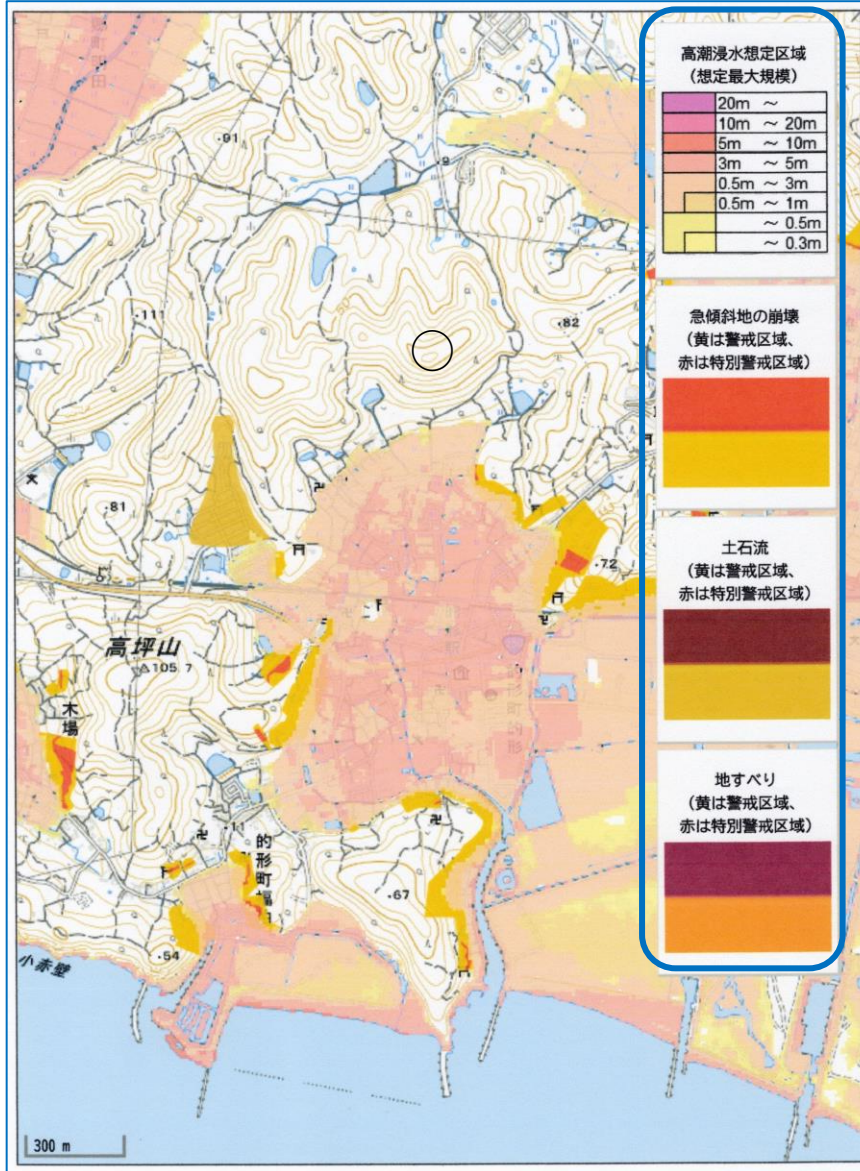 高潮浸水想定区域
（想定最大規模）
20m ～
10m ～ 20m
5m ～ 10m
3m ～ 5m
0.5m ～ 3m
0.5m ～ 1m
～ 0.5m
～ 0.3m
急傾斜地の崩壊
（黄は警戒区域、
赤は特別警戒区域）
土石流
（黄は警戒区域、
赤は特別警戒区域）
地すべり
（黄は警戒区域、
赤は特別警戒区域）
91
9
111
82
81
72
高坪山
105.7
木場
11
67
54
小赤壁
300 m